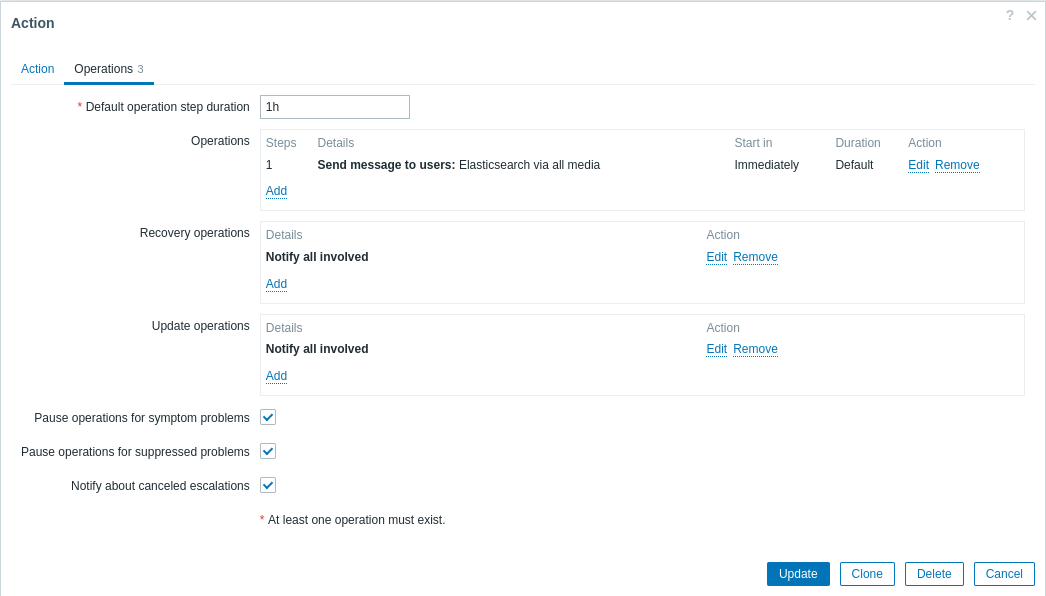 Action
?
Action Operations 3
* Default operation step duration 1h
Operations
Steps Details Start in Duration Action
1 Send message to users: Elasticsearch via all media Immediately Default Edit Remove
Add
Recovery operations
Details Action
Notify all involved Edit Remove
Add
Update operations
Details Action
Notify all involved Edit Remove
Add
Pause operations for symptom problems
Pause operations for suppressed problems
Notify about canceled escalations
* At least one operation must exist.
Update Clone Delete Cancel